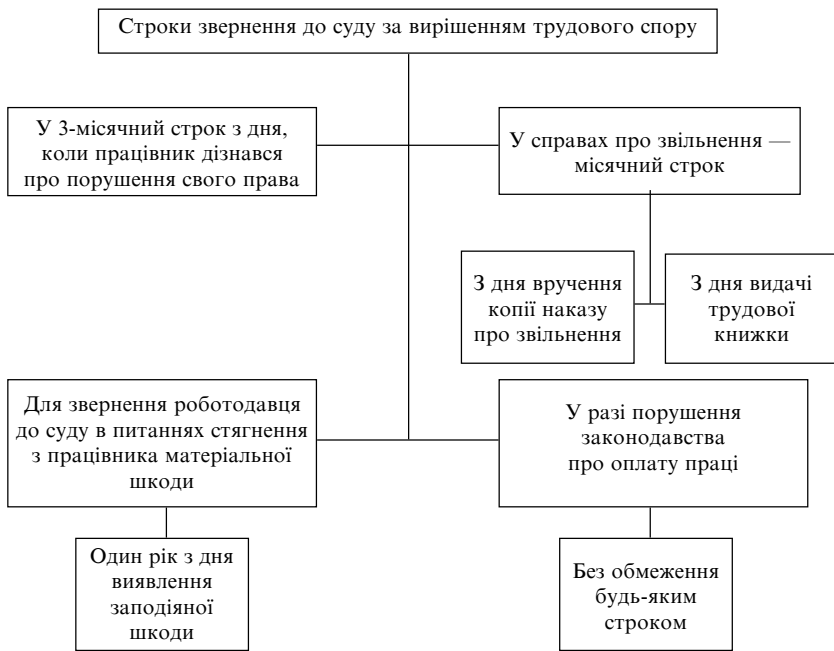 Строки звернення до суду за вирішенням трудового спору
У 3-місячний строк з дня,
коли працівник дізнався
про порушення свого права
У справах про звільнення —
місячний строк
З дня вручення
копії наказу
про звільнення
З дня видачі
трудової
книжки
Для звернення роботодавця
до суду в питаннях стягнення
з працівника матеріальної
шкоди
У разі порушення
законодавства
про оплату праці
Один рік з дня
виявлення
заподіяної
шкоди
Без обмеження
будь-яким
строком